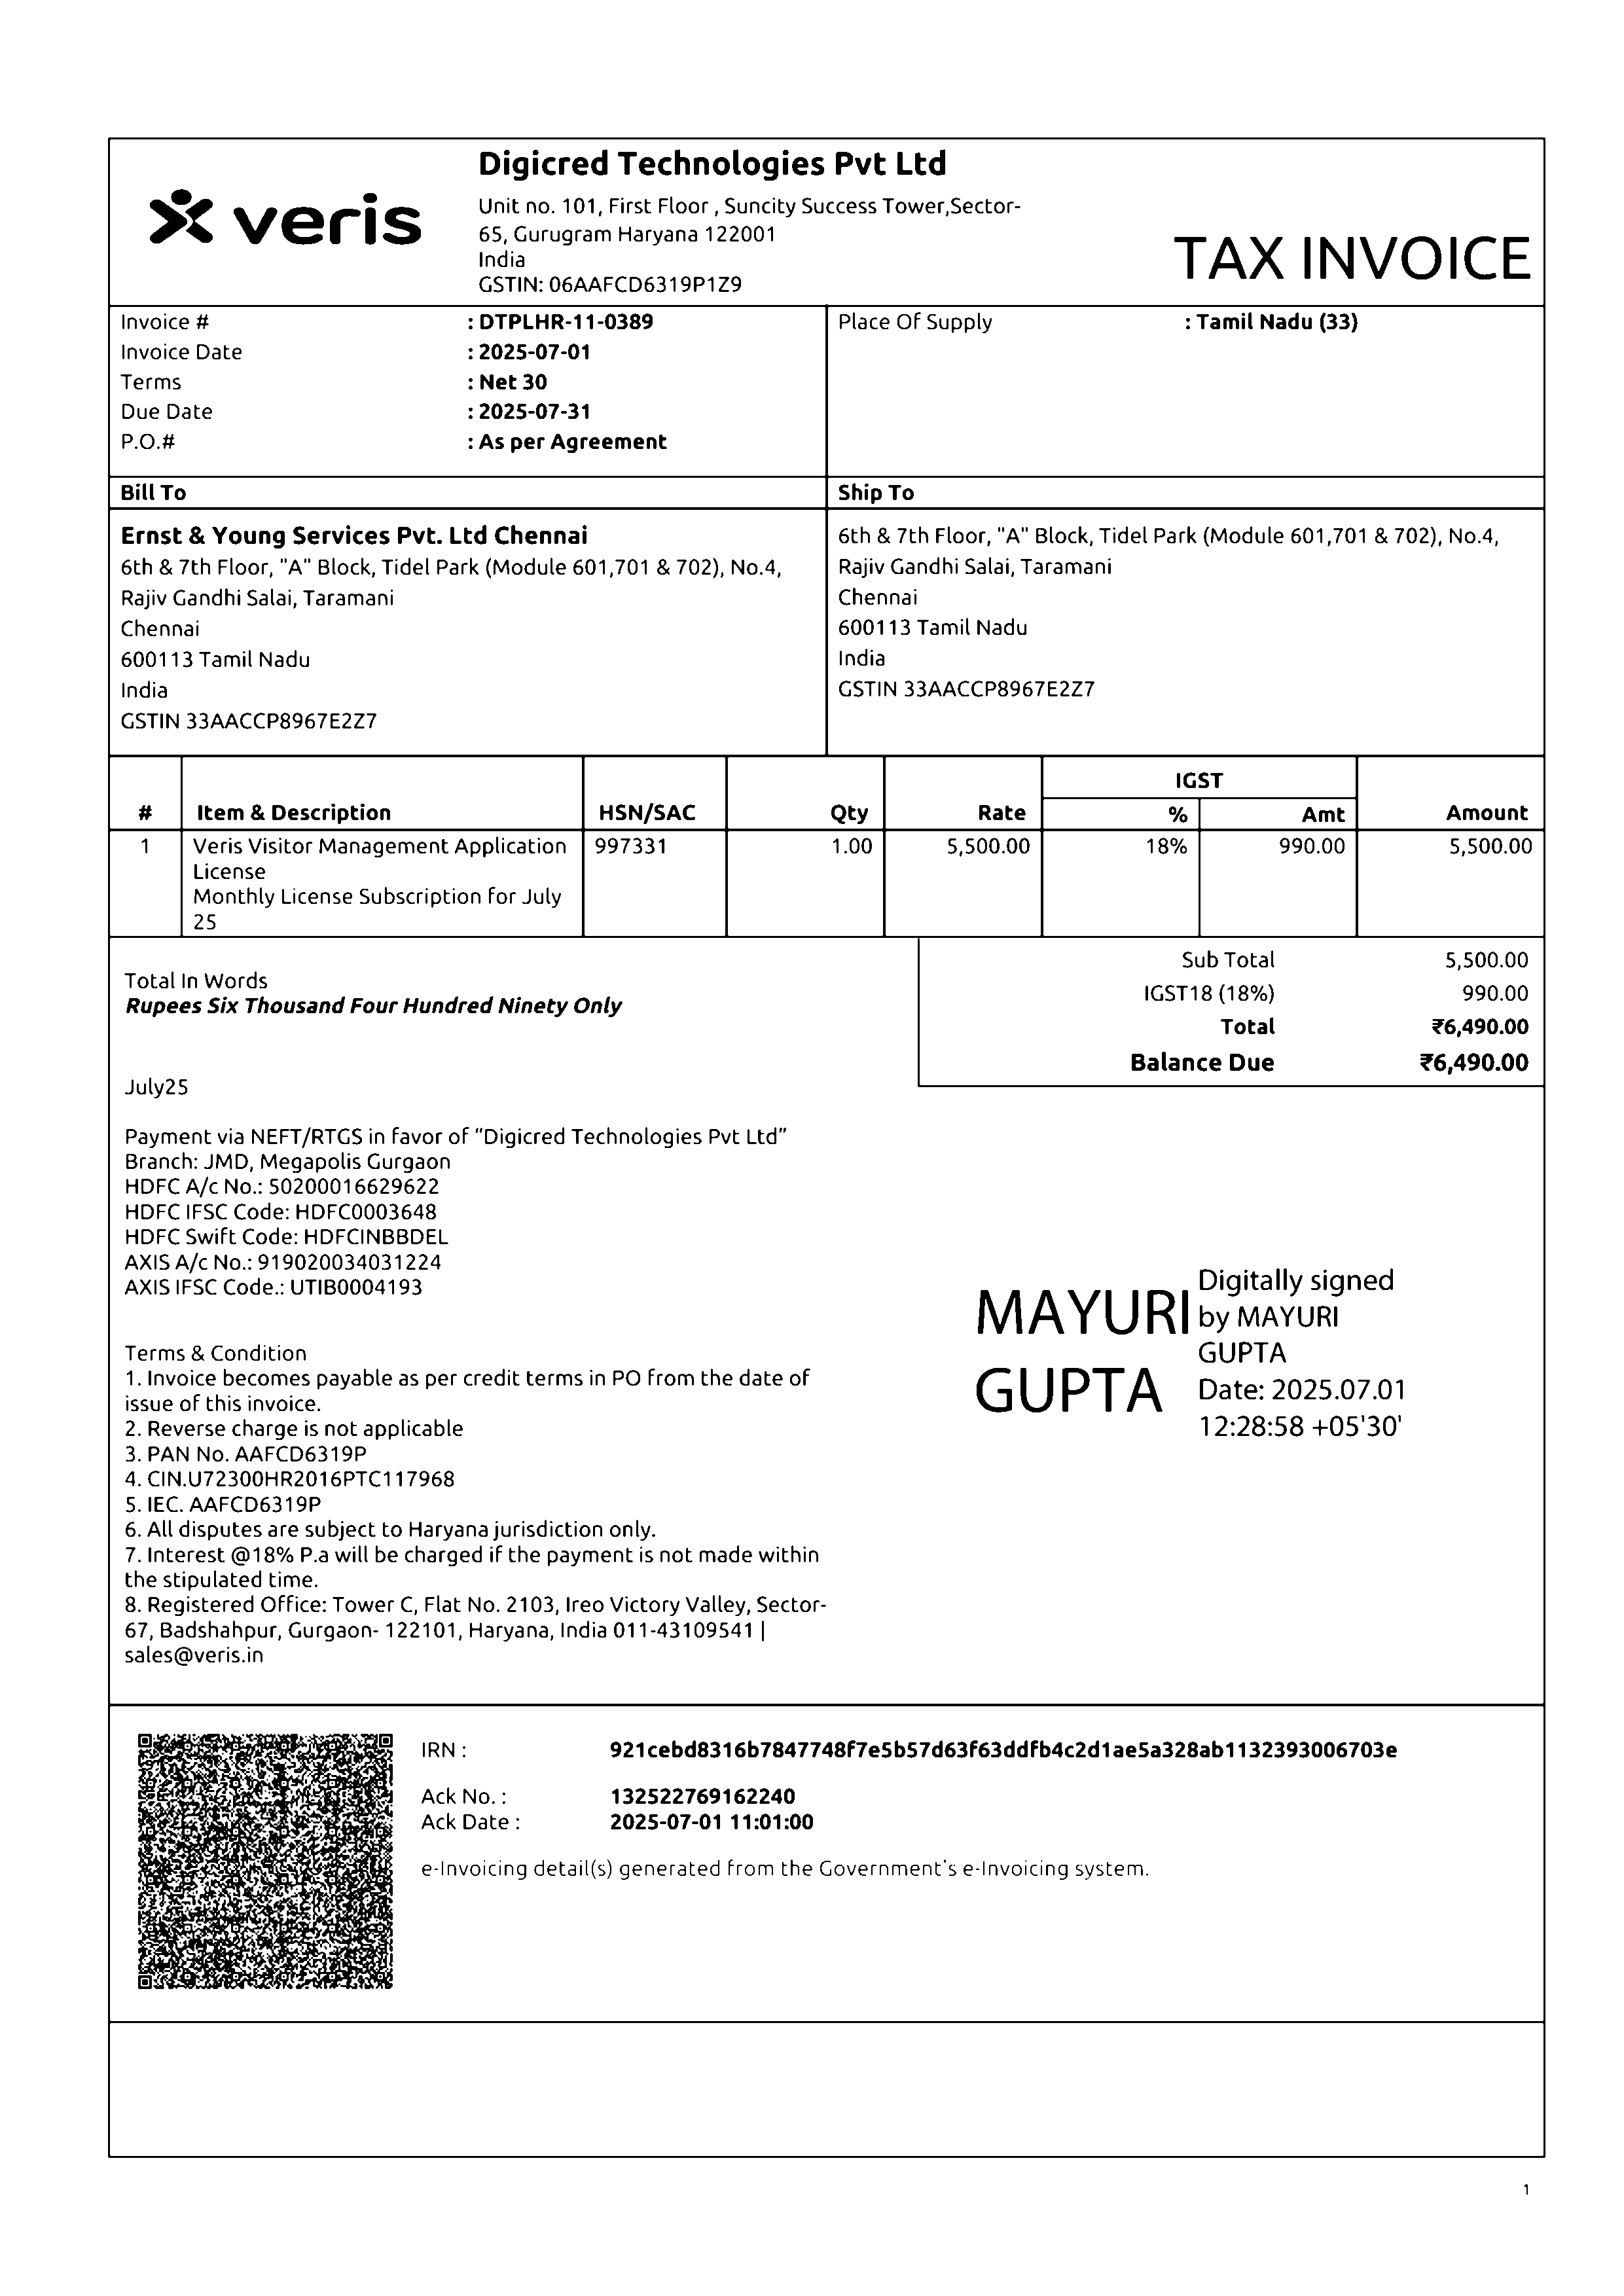 veris
Digicred Technologies Pvt Ltd
Unit no. 101, First Floor , Suncity Success Tower,Sector-
65, Gurugram Haryana 122001
India
GSTIN: 06AAFCD6319P1Z9
TAX INVOICE
Invoice # : DTPLHR-11-0389
Invoice Date : 2025-07-01
Terms : Net 30
Due Date : 2025-07-31
P.O.# : As per Agreement
Place Of Supply : Tamil Nadu (33)
Bill To
Ernst & Young Services Pvt. Ltd Chennai
6th & 7th Floor, "A" Block, Tidel Park (Module 601,701 & 702), No.4,
Rajiv Gandhi Salai, Taramani
Chennai
600113 Tamil Nadu
India
GSTIN 33AACCP8967E2Z7
Ship To
6th & 7th Floor, "A" Block, Tidel Park (Module 601,701 & 702), No.4,
Rajiv Gandhi Salai, Taramani
Chennai
600113 Tamil Nadu
India
GSTIN 33AACCP8967E2Z7
IGST
# Item & Description HSN/SAC Qty Rate % Amt Amount
1 Veris Visitor Management Application 997331 1.00 5,500.00 18% 990.00 5,500.00
License
Monthly License Subscription for July
25
Sub Total 5,500.00
IGST18 (18%) 990.00
Total ₹6,490.00
Balance Due ₹6,490.00
Total In Words
Rupees Six Thousand Four Hundred Ninety Only
July25
Payment via NEFT/RTGS in favor of “Digicred Technologies Pvt Ltd”
Branch: JMD, Megapolis Gurgaon
HDFC A/c No.: 50200016629622
HDFC IFSC Code: HDFC0003648
HDFC Swift Code: HDFCINBBDEL
AXIS A/c No.: 919020034031224
AXIS IFSC Code.: UTIB0004193
Terms & Condition
1. Invoice becomes payable as per credit terms in PO from the date of
issue of this invoice.
2. Reverse charge is not applicable
3. PAN No. AAFCD6319P
4. CIN.U72300HR2016PTC117968
5. IEC. AAFCD6319P
6. All disputes are subject to Haryana jurisdiction only.
7. Interest @18% P.a will be charged if the payment is not made within
the stipulated time.
8. Registered Office: Tower C, Flat No. 2103, Ireo Victory Valley, Sector-
67, Badshahpur, Gurgaon- 122101, Haryana, India 011-43109541 |
sales@veris.in
MAYURI
GUPTA
Digitally signed
by MAYURI
GUPTA
Date: 2025.07.01
12:28:58 +05'30'
IRN : 921cebd8316b7847748f7e5b57d63f63ddfb4c2d1ae5a328ab1132393006703e
Ack No. : 132522769162240
Ack Date : 2025-07-01 11:01:00
e-Invoicing detail(s) generated from the Government's e-Invoicing system.
1